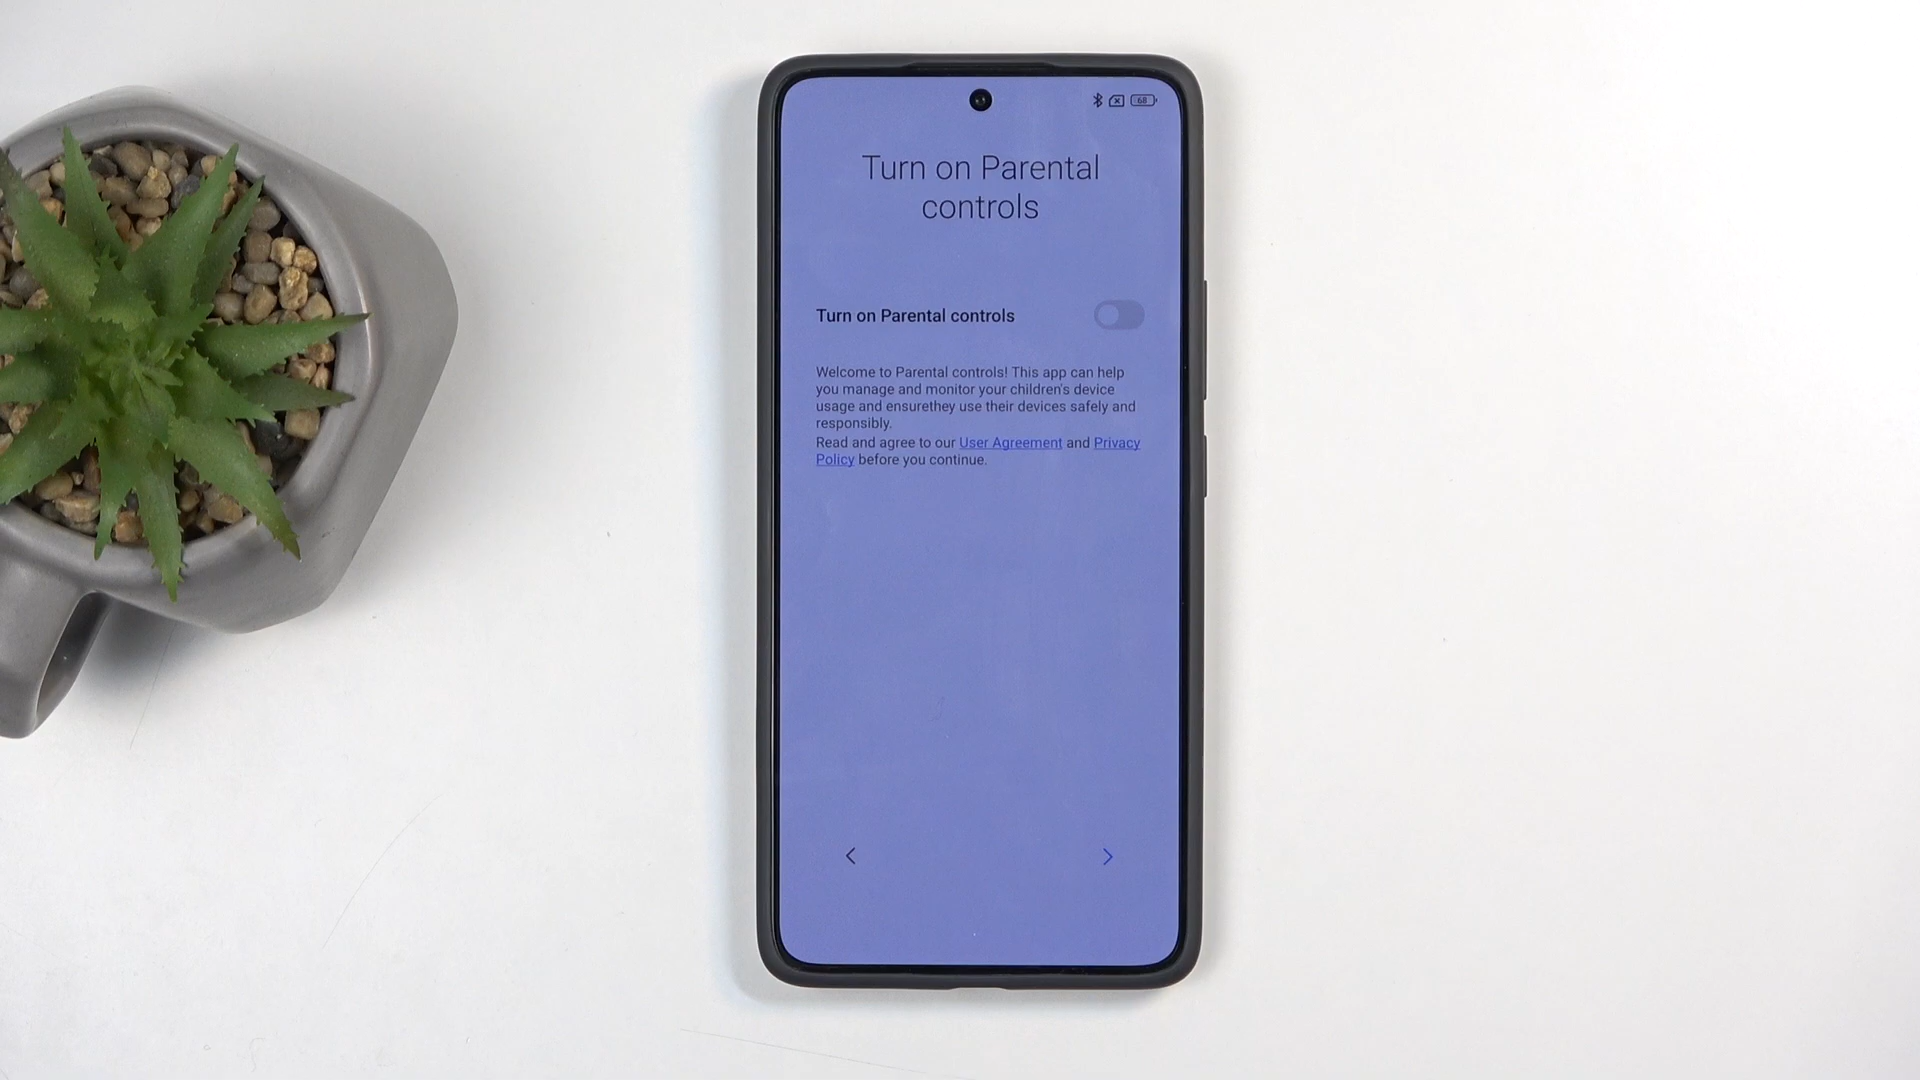 68
Turn on Parental
controls
Turn on Parental controls
Welcome to Parental controls! This app can help
you manage and monitor your children's device
usage and ensurethey use their devices safely and
responsibly.
Read and agree to our User Agreement and Privacy
Policy before you continue.